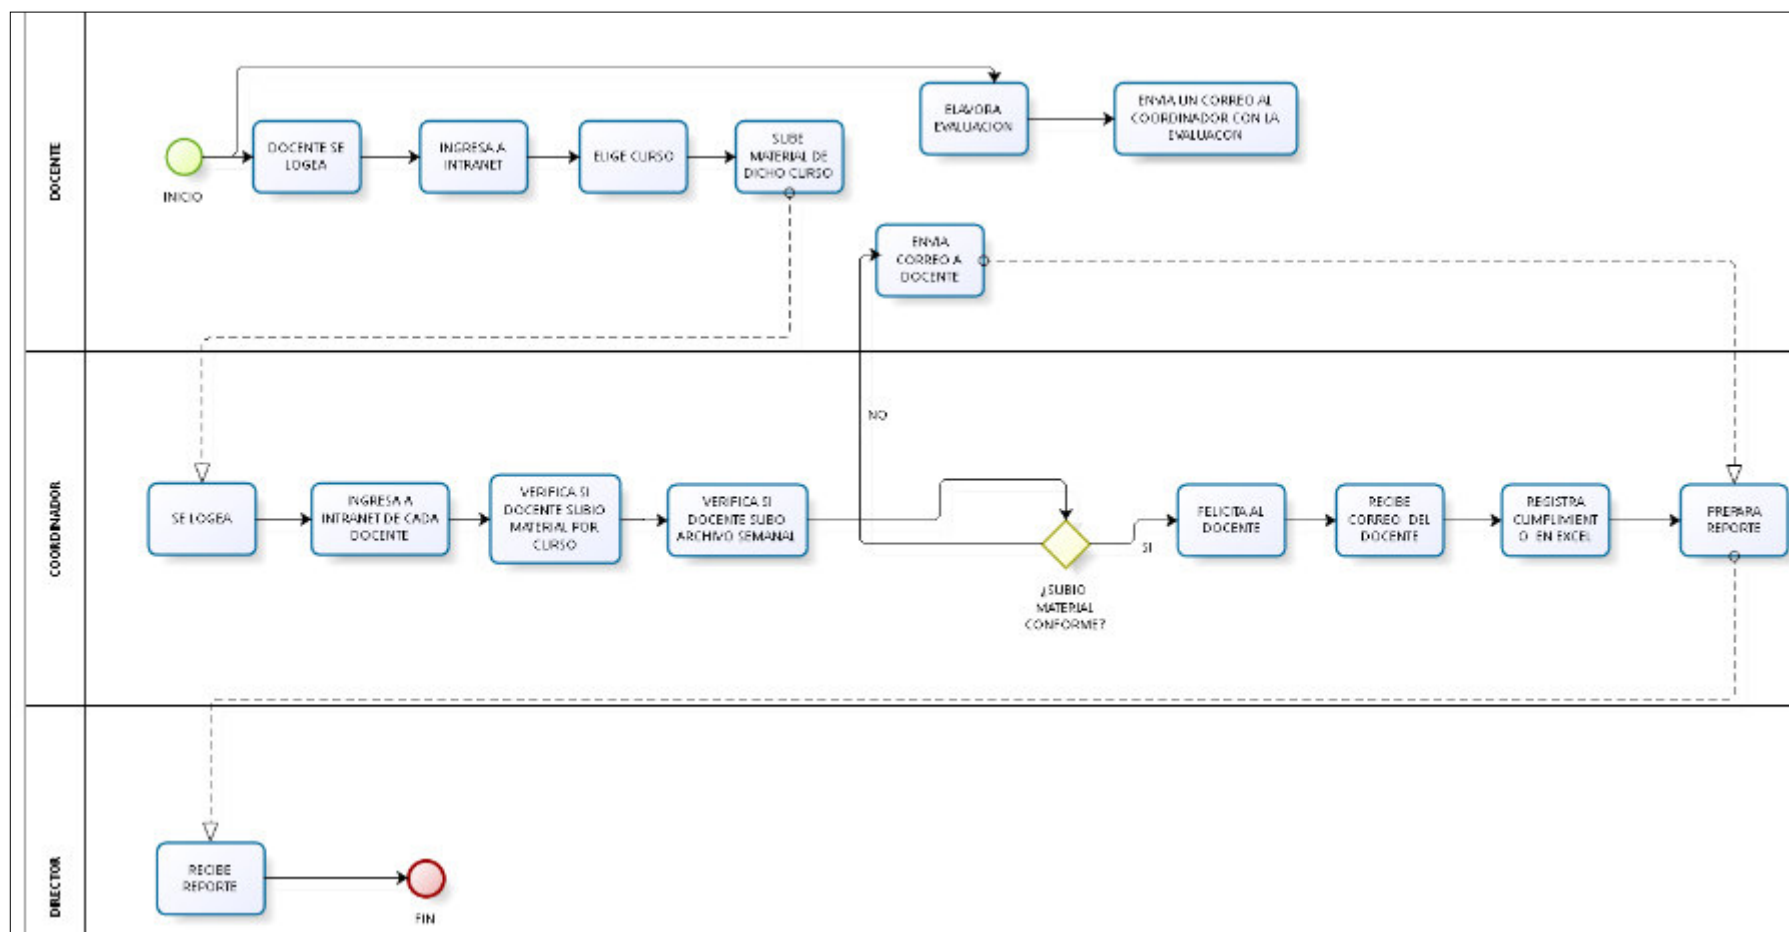 DOCENTE
INICIO
DOCENTE SE
LOGEA
INGRESA A
INTRANET
ELIGE CURSO
SUBE
MATERIAL DE
DICHO CURSO
ELAVORA
EVALUACION
ENVIA UN CORREO AL
COORDINADOR CON LA
EVALUACON
ENVIA
CORREO A
DOCENTE
COORDINADOR
NO
SE LOGEA
INGRESA A
INTRANET DE CADA
DOCENTE
VERIFICA SI
DOCENTE SUBIO
MATERIAL POR
CURSO
VERIFICA SI
DOCENTE SUBO
ARCHIVO SEMANAL
¿SUBIO
MATERIAL
CONFORME?
SI
FELICITA AL
DOCENTE
RECIBE
CORREO DEL
DOCENTE
REGISTRA
CUMPLIMIENT
O EN EXCEL
PREPARA
REPORTE
DIRECTOR
RECIBE
REPORTE
FIN